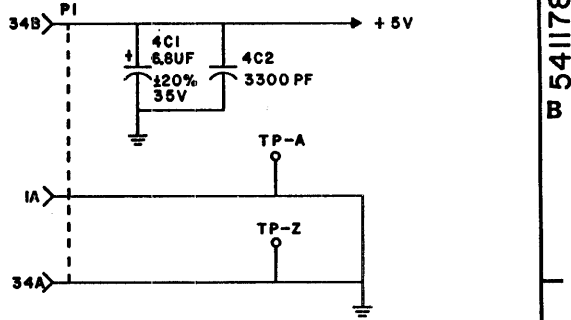 P1
34B
+ 5V
+
4C1
6.8UF
±20%
35V
4C2
3300 PF
TP-A
1A
TP-Z
34A
B 541178